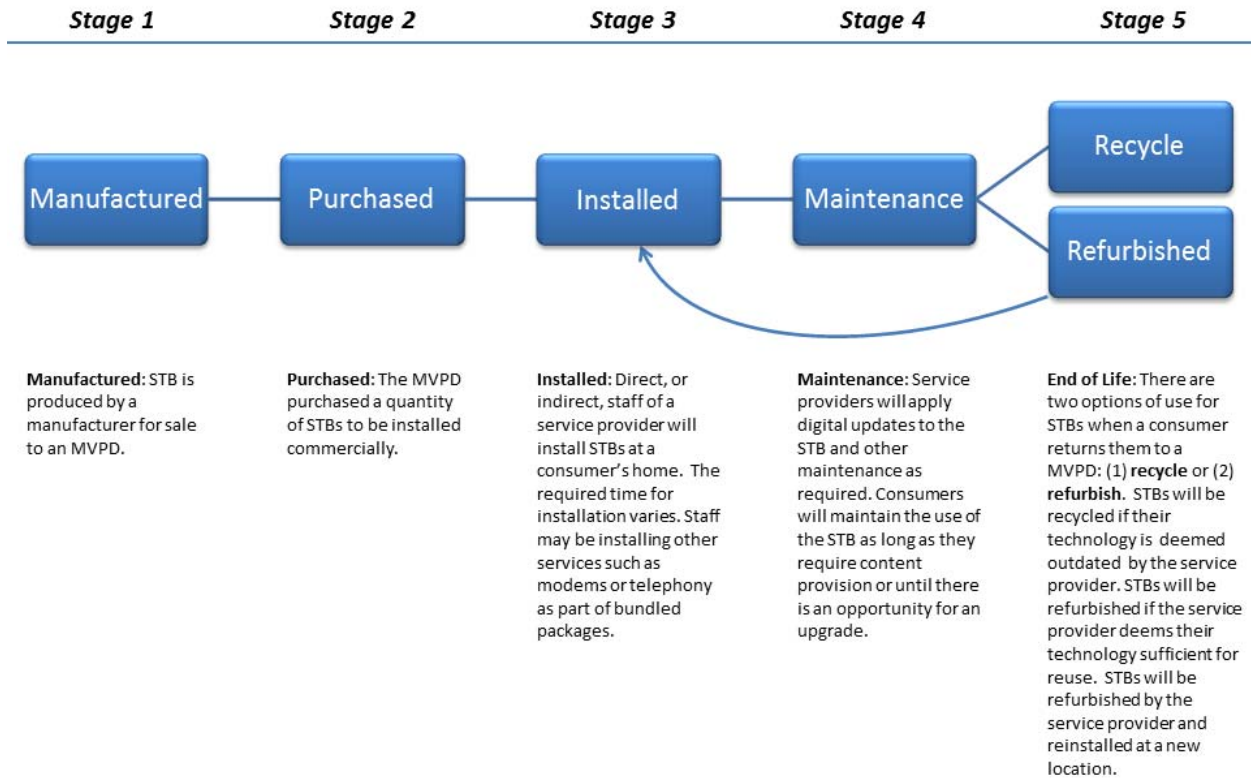 Stage 1
Stage 2
Stage 3
Stage 4
Stage 5
Manufactured
Purchased
Installed
Maintenance
Recycle
Refurbished
Manufactured: STB is
produced by a
manufacturer for sale
to an MVPD.
Purchased: The MVPD
purchased a quantity
of STBs to be installed
commercially.
Installed: Direct, or
indirect, staff of a
service provider will
install STBs at a
consumer's home. The
required time for
installation varies. Staff
may be installing other
services such as
modems or telephony
as part of bundled
packages.
Maintenance: Service
providers will apply
digital updates to the
STB and other
maintenance as
required. Consumers
will maintain the use of
the STB as long as they
require content
provision or until there
is an opportunity for an
upgrade.
End of Life: There are
two options of use for
STBs when a consumer
returns them to a
MVPD: (1) recycle or (2)
refurbish. STBs will be
recycled if their
technology is deemed
outdated by the service
provider. STBs will be
refurbished if the service
provider deems their
technology sufficient for
reuse. STBs will be
refurbished by the
service provider and
reinstalled at a new
location.